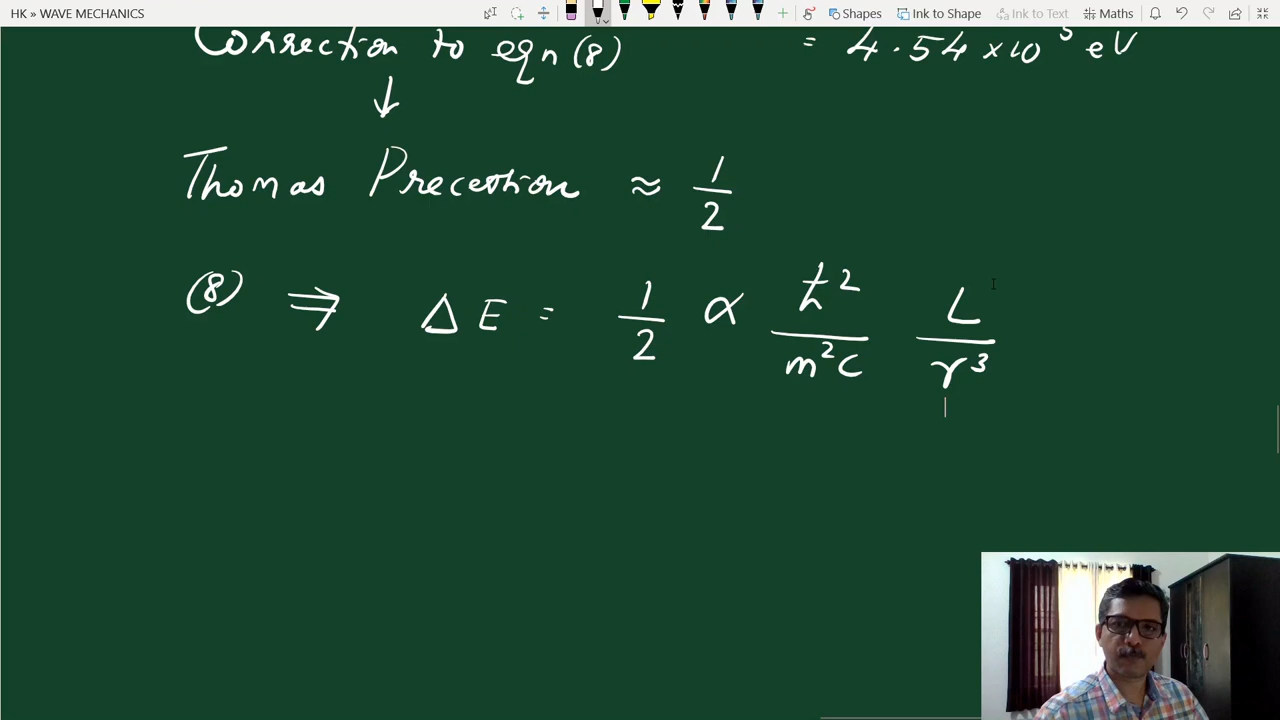 HK » WAVE MECHANICS
Shapes Ink to Shape Ink to Text Maths
Correction to eqn (8) = 4.54 × 10 eV
↓
Thomas Precession ≈ 1/2
(8) ⇒ Δ E = 1/2 α ħ²/m²c L/r³